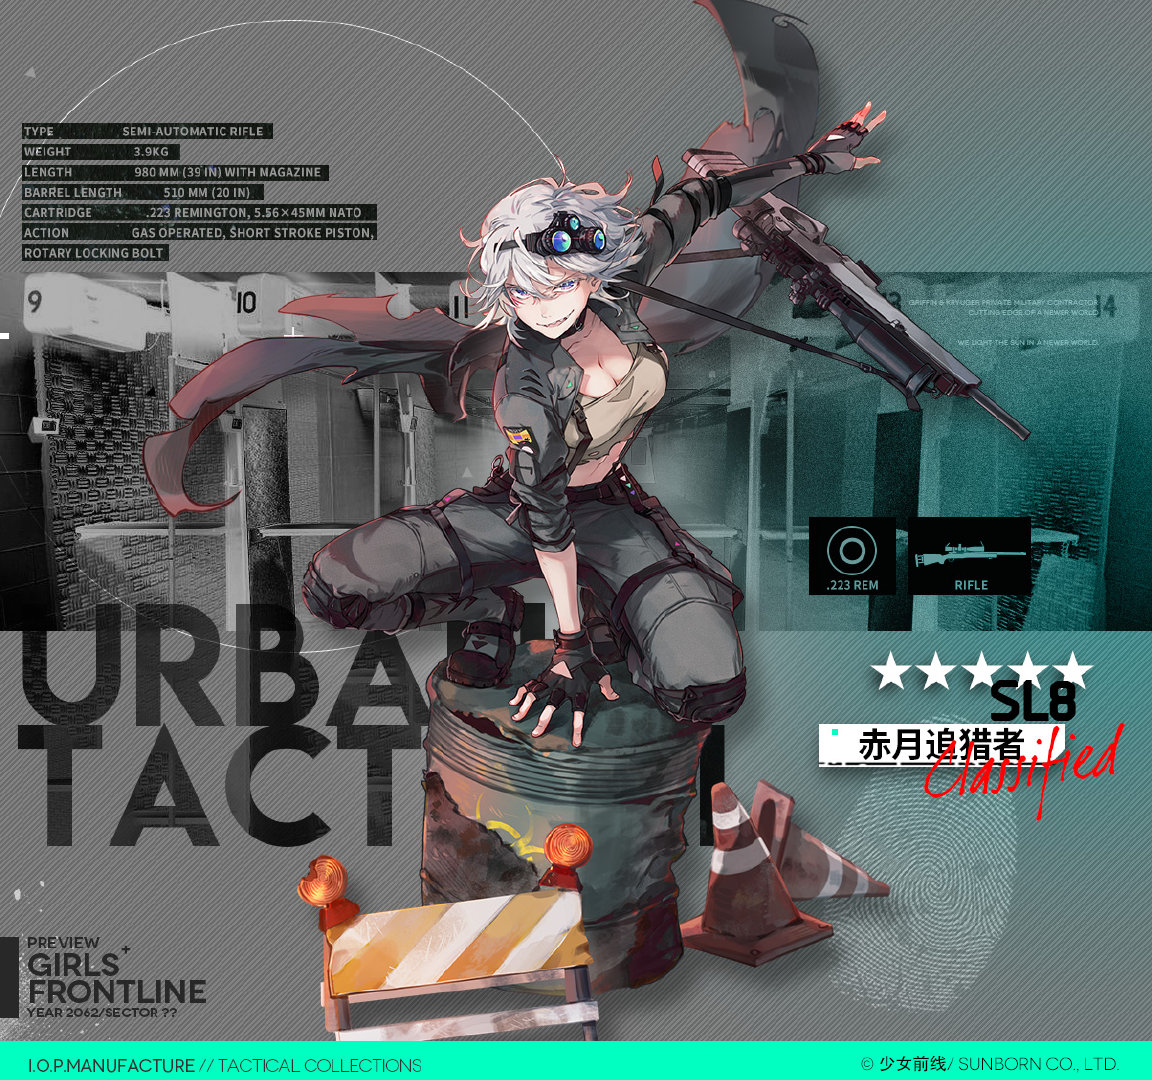 TYPE SEMI-AUTOMATIC RIFLE
WEIGHT 3.9KG
LENGTH 980 MM (39 IN) WITH MAGAZINE
BARREL LENGTH 510 MM (20 IN)
CARTRIDGE .223 REMINGTON, 5.56×45MM NATO
ACTION GAS OPERATED, SHORT STROKE PISTON,
ROTARY LOCKING BOLT
9
10
11
14
GRIFFIN & KRYUGER PRIVATE MILITARY CONTRACTOR
CUTTING EDGE OF A NEWER WORLD
WE LIGHT THE SUN IN A NEWER WORLD.
.223 REM
RIFLE
URBAN
TACT
SL8
赤月追猎者
Classified
PREVIEW
GIRLS+
FRONTLINE
YEAR 2062/SECTOR ??
I.O.P.MANUFACTURE // TACTICAL COLLECTIONS
© 少女前线/ SUNBORN CO., LTD.